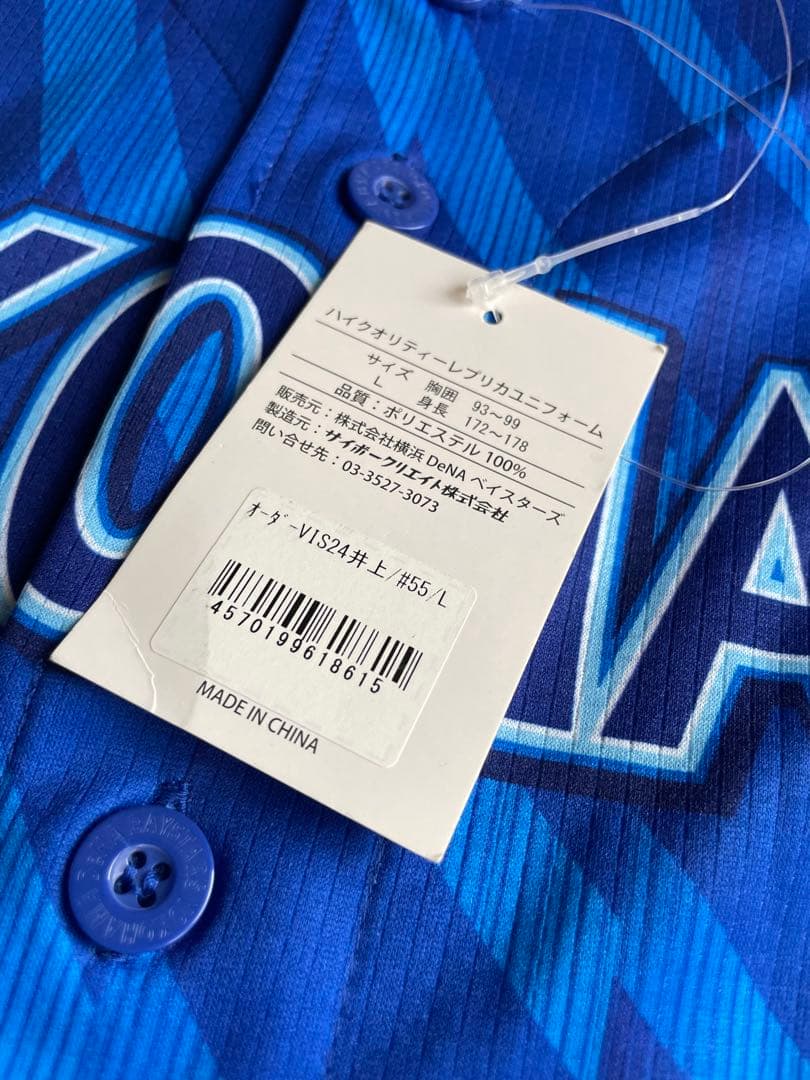 ハイクオリティーレプリカユニフォーム
サイズ 胸囲 93～99
L 身長 172～178
品質：ポリエステル 100%
販売元：株式会社横浜 DeNA ベイスターズ
製造元：サイボークリエイト株式会社
問い合せ先：03-3527-3073
ｵｰﾀﾞｰVIS24井上/#55/L
4570199618615
MADE IN CHINA